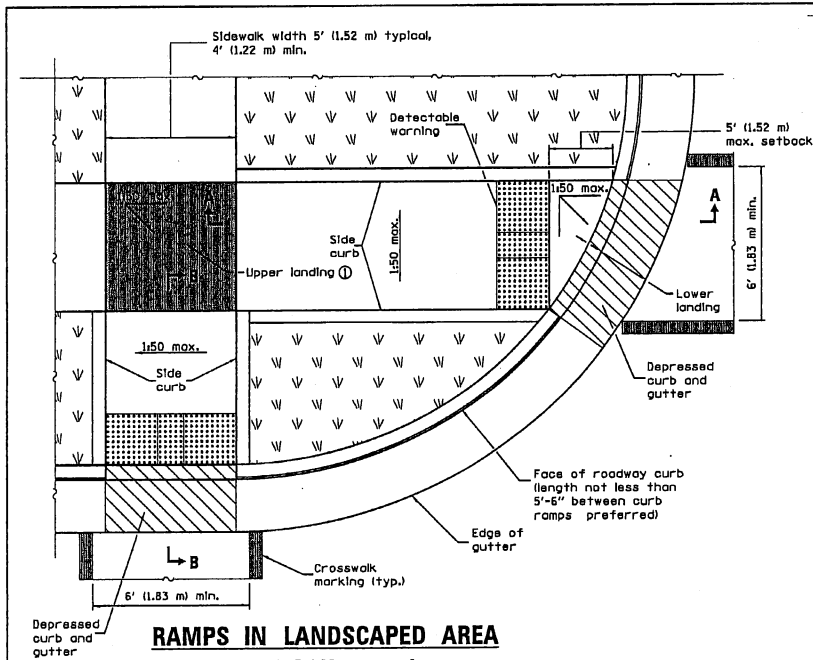 Sidewalk width 5' (1.52 m) typical,
4' (1.22 m) min.
Detectable
warning
5' (1.52 m)
max. setback
1:50 max.
A
A
Side
curb
1:50 max.
6' (1.83 m) min.
B
Upper landing ①
Lower
landing
1:50 max.
Side
curb
Depressed
curb and
gutter
Face of roadway curb
(length not less than
5'-6" between curb
ramps preferred)
Edge of
gutter
B
Crosswalk
marking (typ.)
6' (1.83 m) min.
Depressed
curb and
gutter
RAMPS IN LANDSCAPED AREA